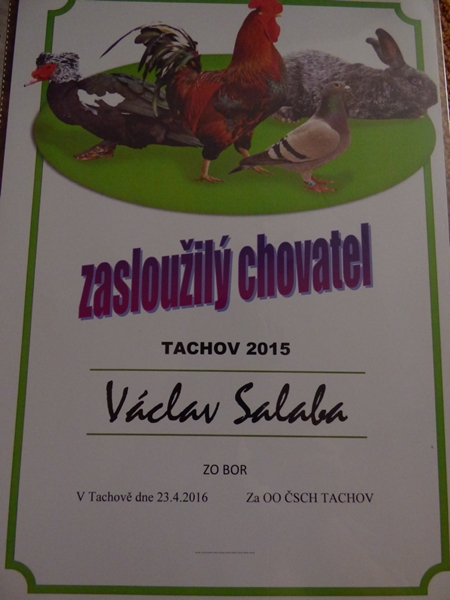 zasloužilý chovatel
TACHOV 2015
Václav Salaba
ZO BOR
V Tachově dne 23.4.2016 Za OO ČSCH TACHOV